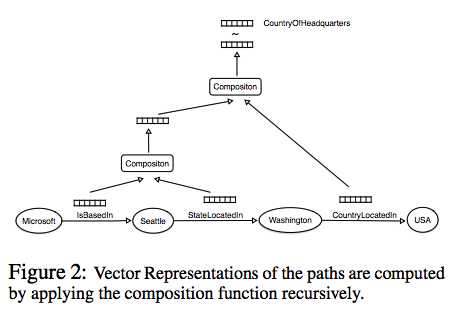 CountryOfHeadquarters
~
Compositon
Compositon
IsBasedIn
StateLocatedIn
CountryLocatedIn
Microsoft
Seattle
Washington
USA
Figure 2: Vector Representations of the paths are computed
by applying the composition function recursively.